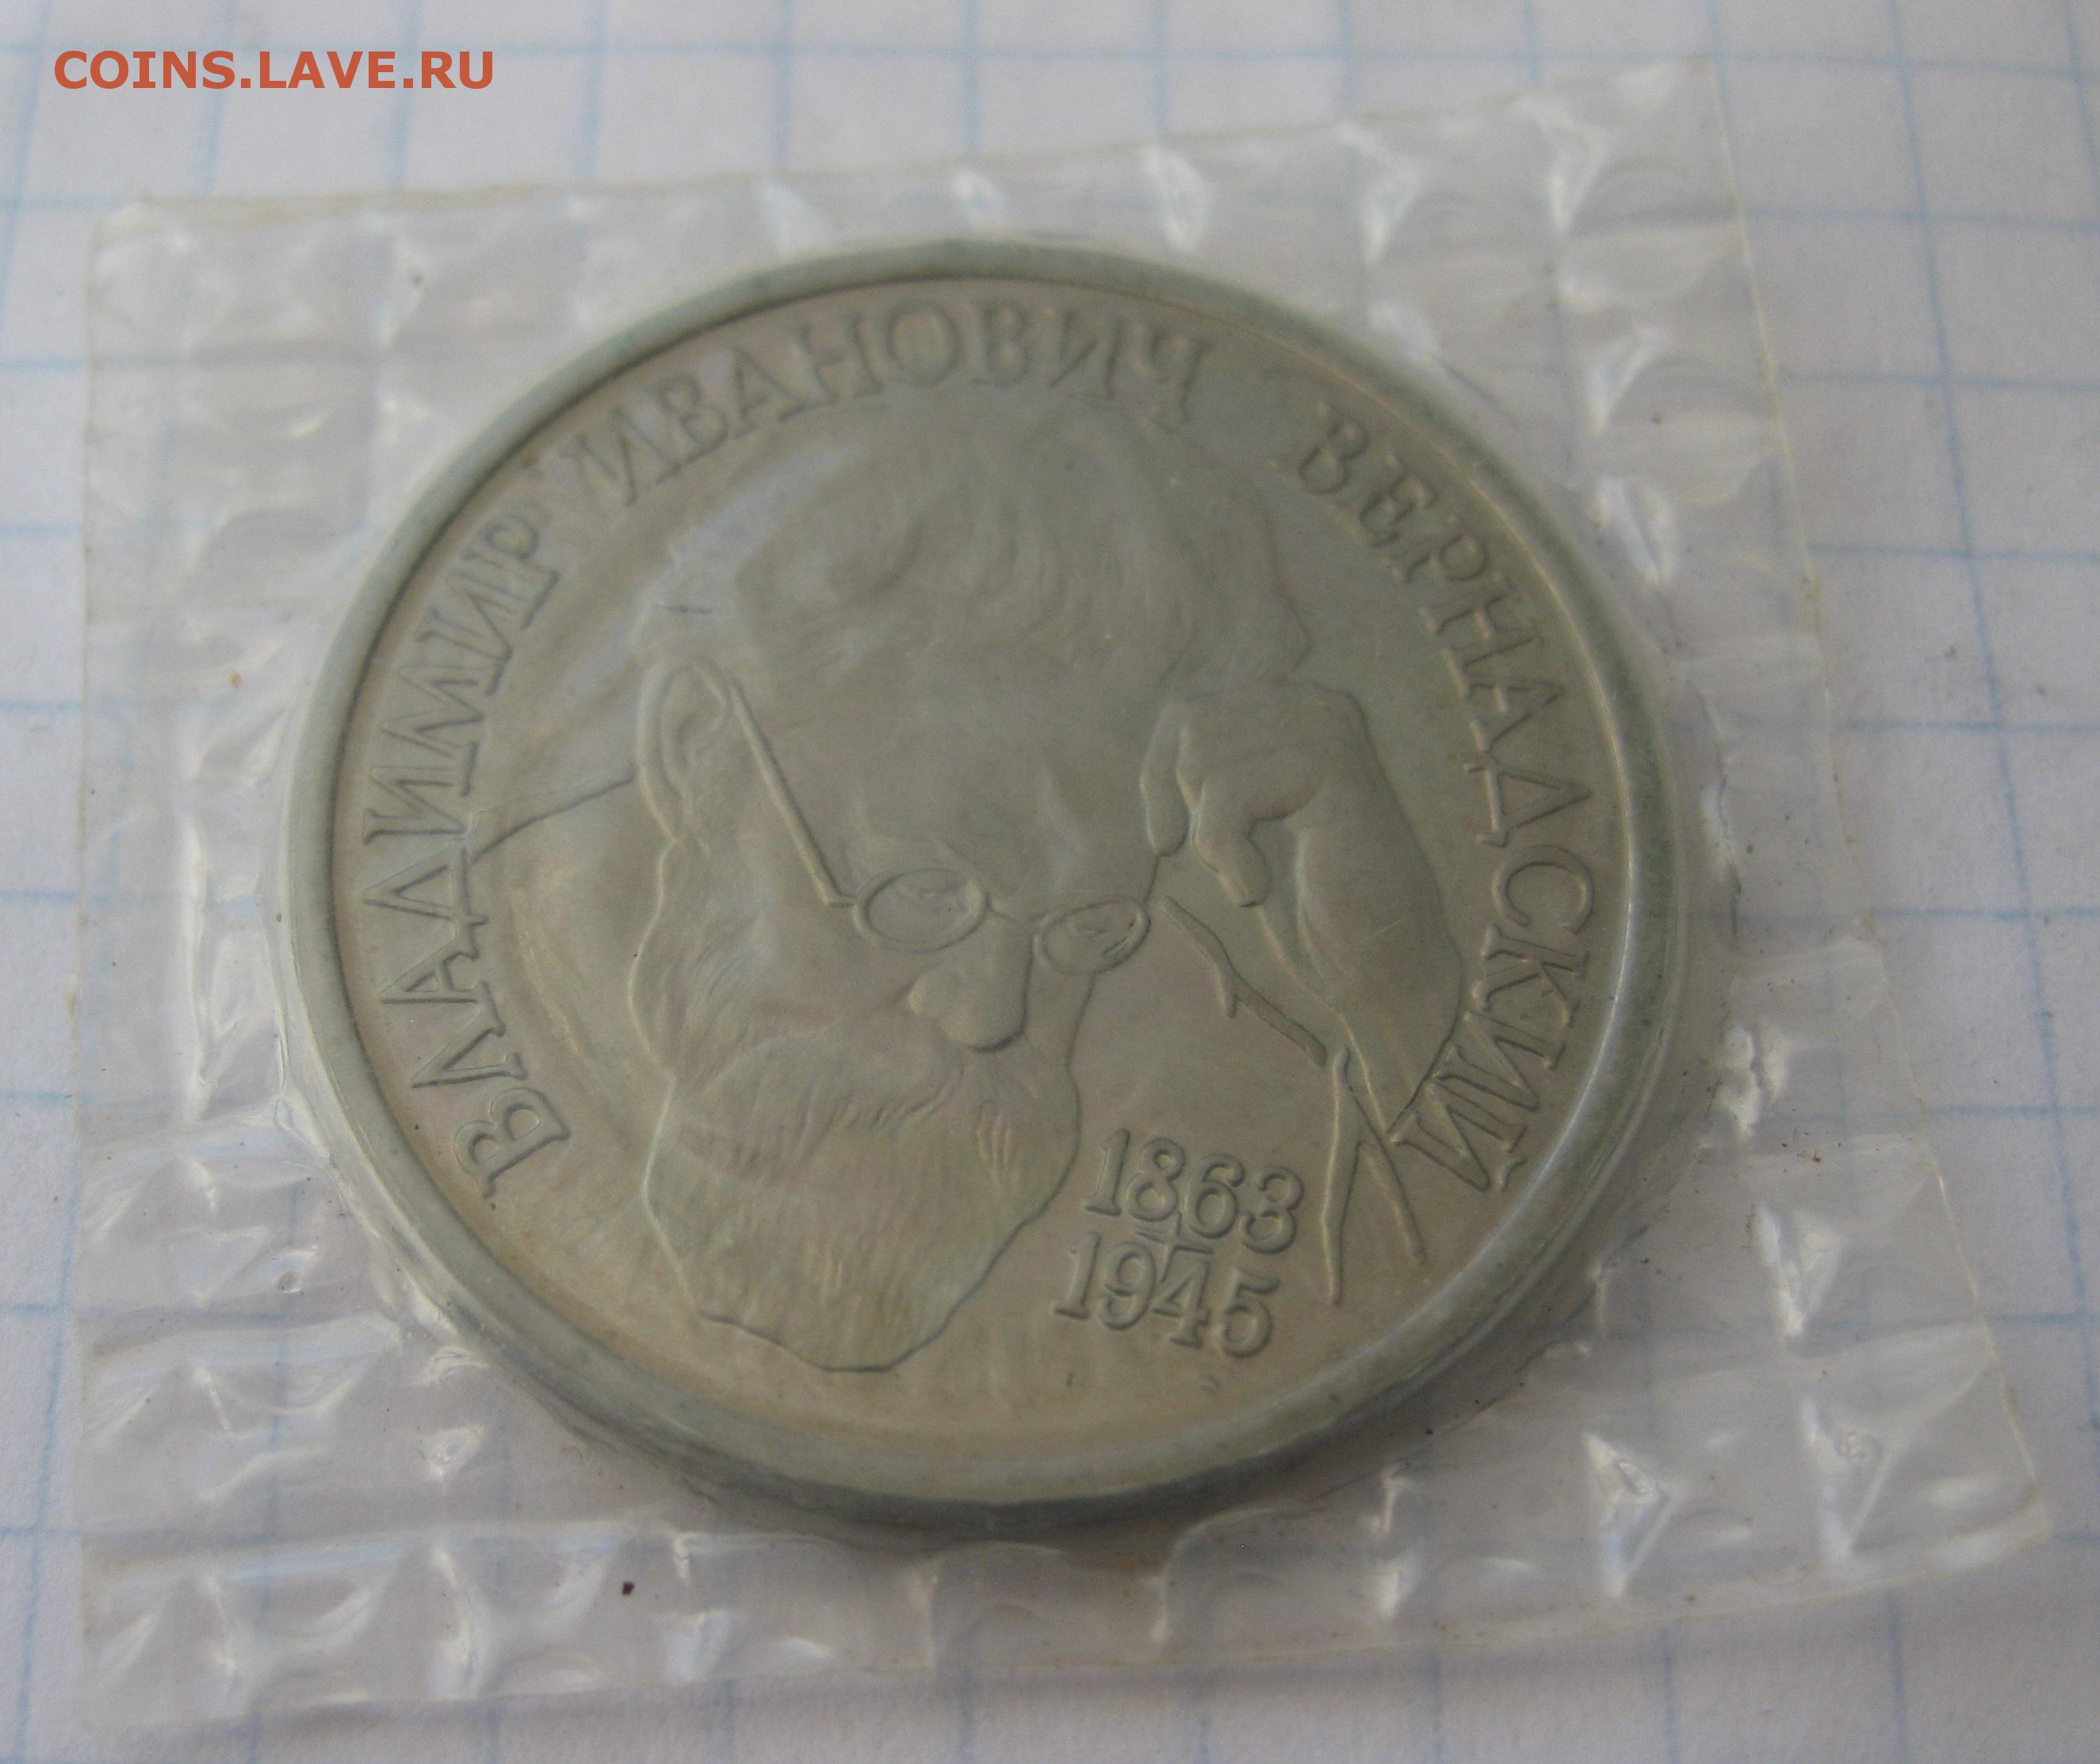 COINS.LAVE.RU
ВЛАДИМИР ИВАНОВИЧ ВЕРНАДСКИЙ
1863
1945